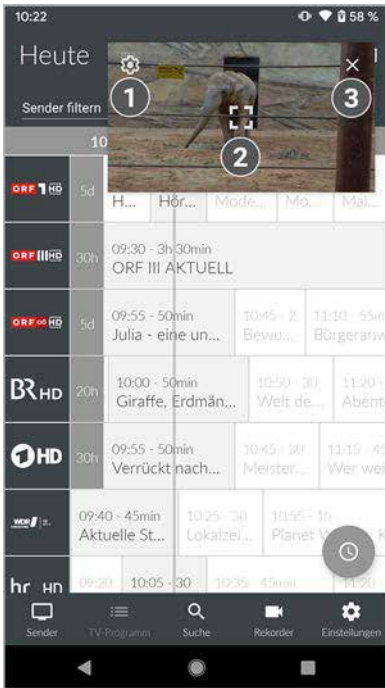 10:22
58 %
Heute
1
3
Sender filtern
2
10
ORF 1 HD
5d
H...
Hör...
Mode...
Mo...
Mal...
ORF III HD
30h
09:30 - 3h 30min
ORF III AKTUELL
ORF HD
5d
09:55 - 50min
10:45 - 2
11:10 - 55m
Julia - eine un...
Bewu...
Bürgeranw
BR HD
20h
10:00 - 50min
10:50 - 30
11:20 -
Giraffe, Erdmän...
Welt de...
Abent
1 HD
30h
09:55 - 50min
10:45 - 30
11:15 - 45
Verrückt nach...
Meister...
Wer wei
WDR
09:40 - 45min
10:25 - 30
10:55 - 1h
Aktuelle St...
Lokalzei...
Planet
hr HD
09:20
10:05 - 30
10:35 - 45min
11:20
Sender
TV-Programm
Suche
Rekorder
Einstellungen